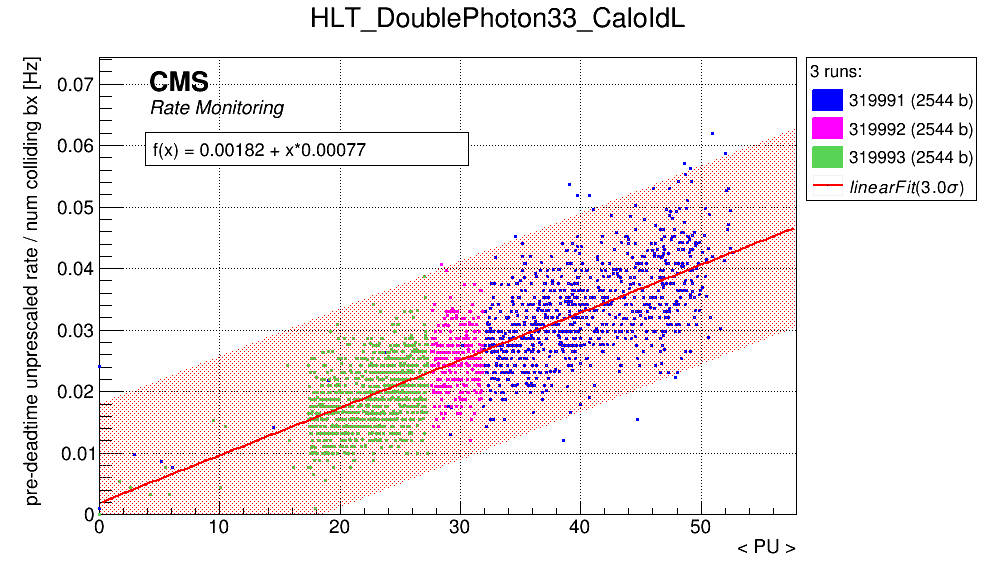 HLT_DoublePhoton33_CaloIdL
pre-deadtime unprescaled rate / num colliding bx [Hz]
CMS
Rate Monitoring
f(x) = 0.00182 + x*0.00077
0.07
0.06
0.05
0.04
0.03
0.02
0.01
0
0 10 20 30 40 50
< PU >
3 runs:
319991 (2544 b)
319992 (2544 b)
319993 (2544 b)
linearFit(3.0σ)